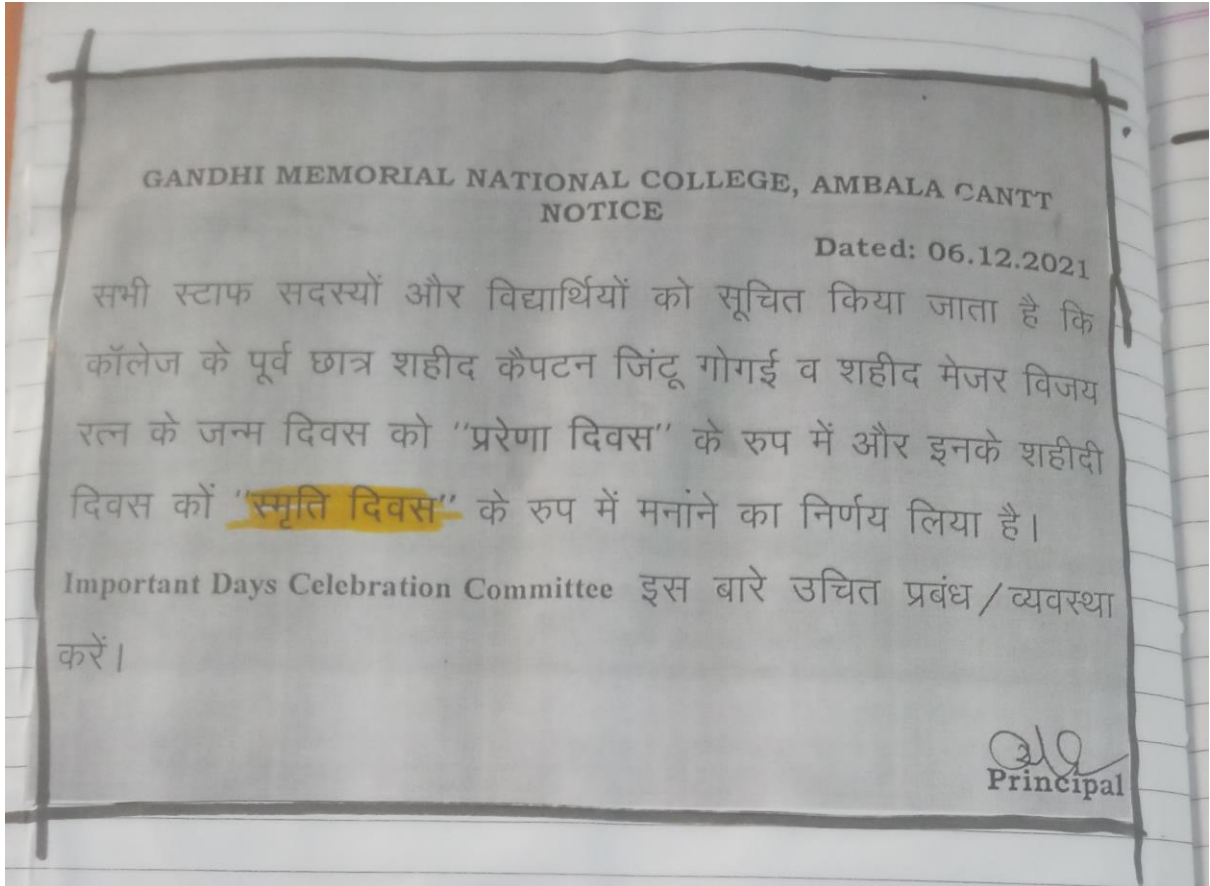 GANDHI MEMORIAL NATIONAL COLLEGE, AMBALA CANTT
NOTICE
Dated: 06.12.2021
सभी स्टाफ सदस्यों और विद्यार्थियों को सूचित किया जाता है कि
कॉलेज के पूर्व छात्र शहीद कैपटन जिंटू गोगई व शहीद मेजर विजय
रत्न के जन्म दिवस को "प्ररेणा दिवस" के रुप में और इनके शहीदी
दिवस कों "स्मृति दिवस" के रुप में मनांने का निर्णय लिया है।
Important Days Celebration Committee इस बारे उचित प्रबंध/व्यवस्था
करें।
Principal